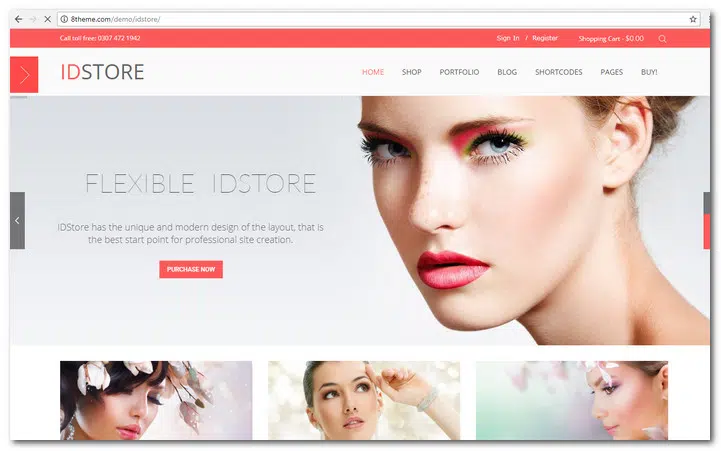 8theme.com/demo/idstore/
Call toll free: 0307 472 1942
Sign In / Register
Shopping Cart - $0.00
IDSTORE
HOME SHOP PORTFOLIO BLOG SHORTCODES PAGES BUY!
FLEXIBLE IDSTORE
IDStore has the unique and modern design of the layout, that is
the best start point for professional site creation.
PURCHASE NOW